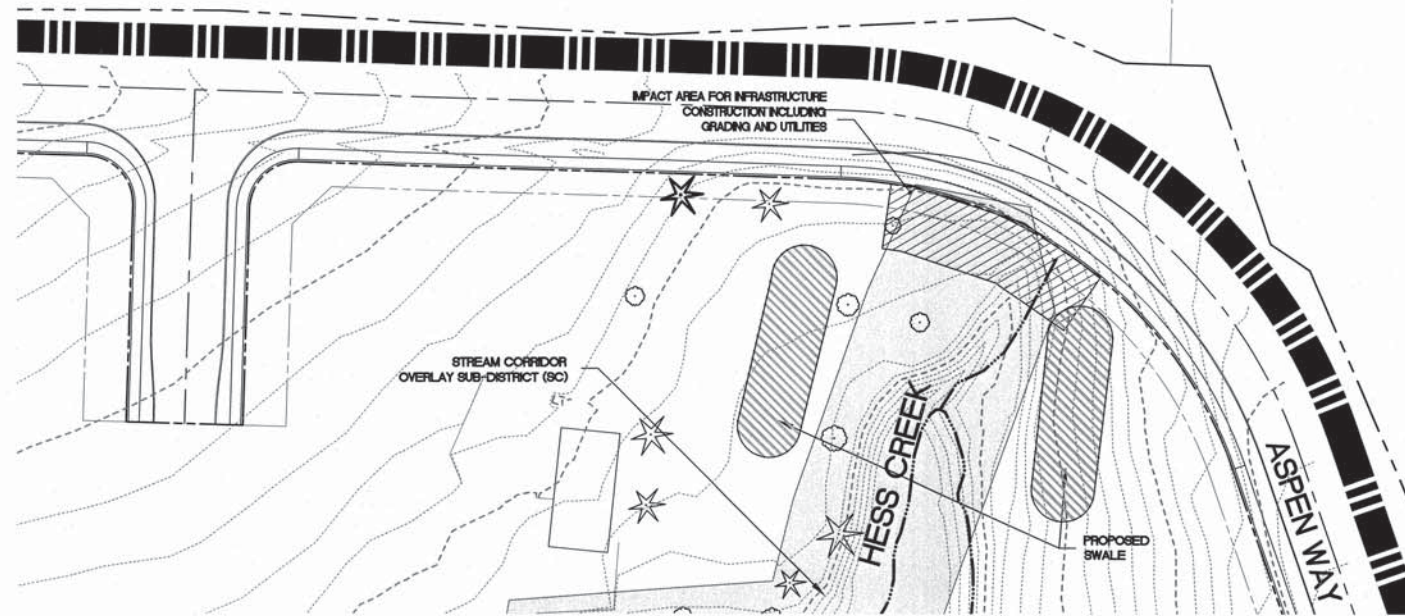 IMPACT AREA FOR INFRASTRUCTURE
CONSTRUCTION INCLUDING
GRADING AND UTILITIES
STREAM CORRIDOR
OVERLAY SUB-DISTRICT (SC)
HESS CREEK
PROPOSED
SWALE
ASPEN WAY